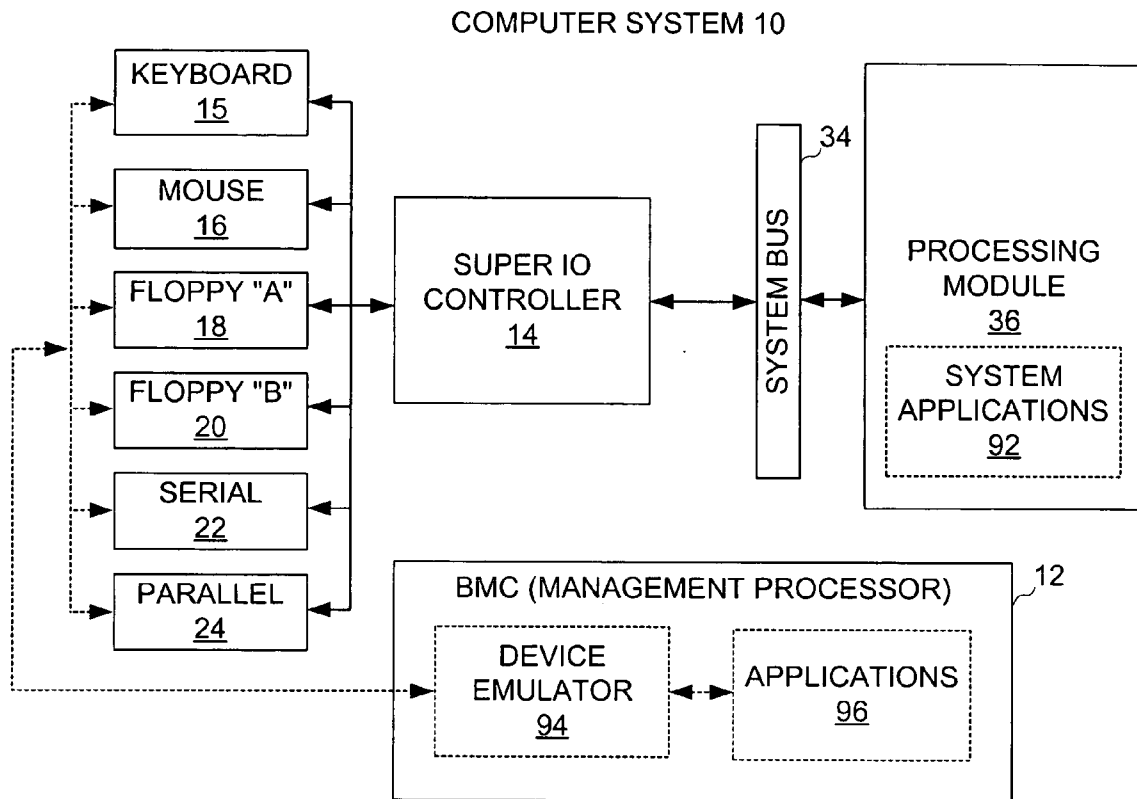 COMPUTER SYSTEM 10
KEYBOARD
15
MOUSE
16
FLOPPY "A"
18
FLOPPY "B"
20
SERIAL
22
PARALLEL
24
SUPER IO
CONTROLLER
14
SYSTEM BUS
34
PROCESSING
MODULE
36
SYSTEM
APPLICATIONS
92
BMC (MANAGEMENT PROCESSOR)
12
DEVICE
EMULATOR
94
APPLICATIONS
96